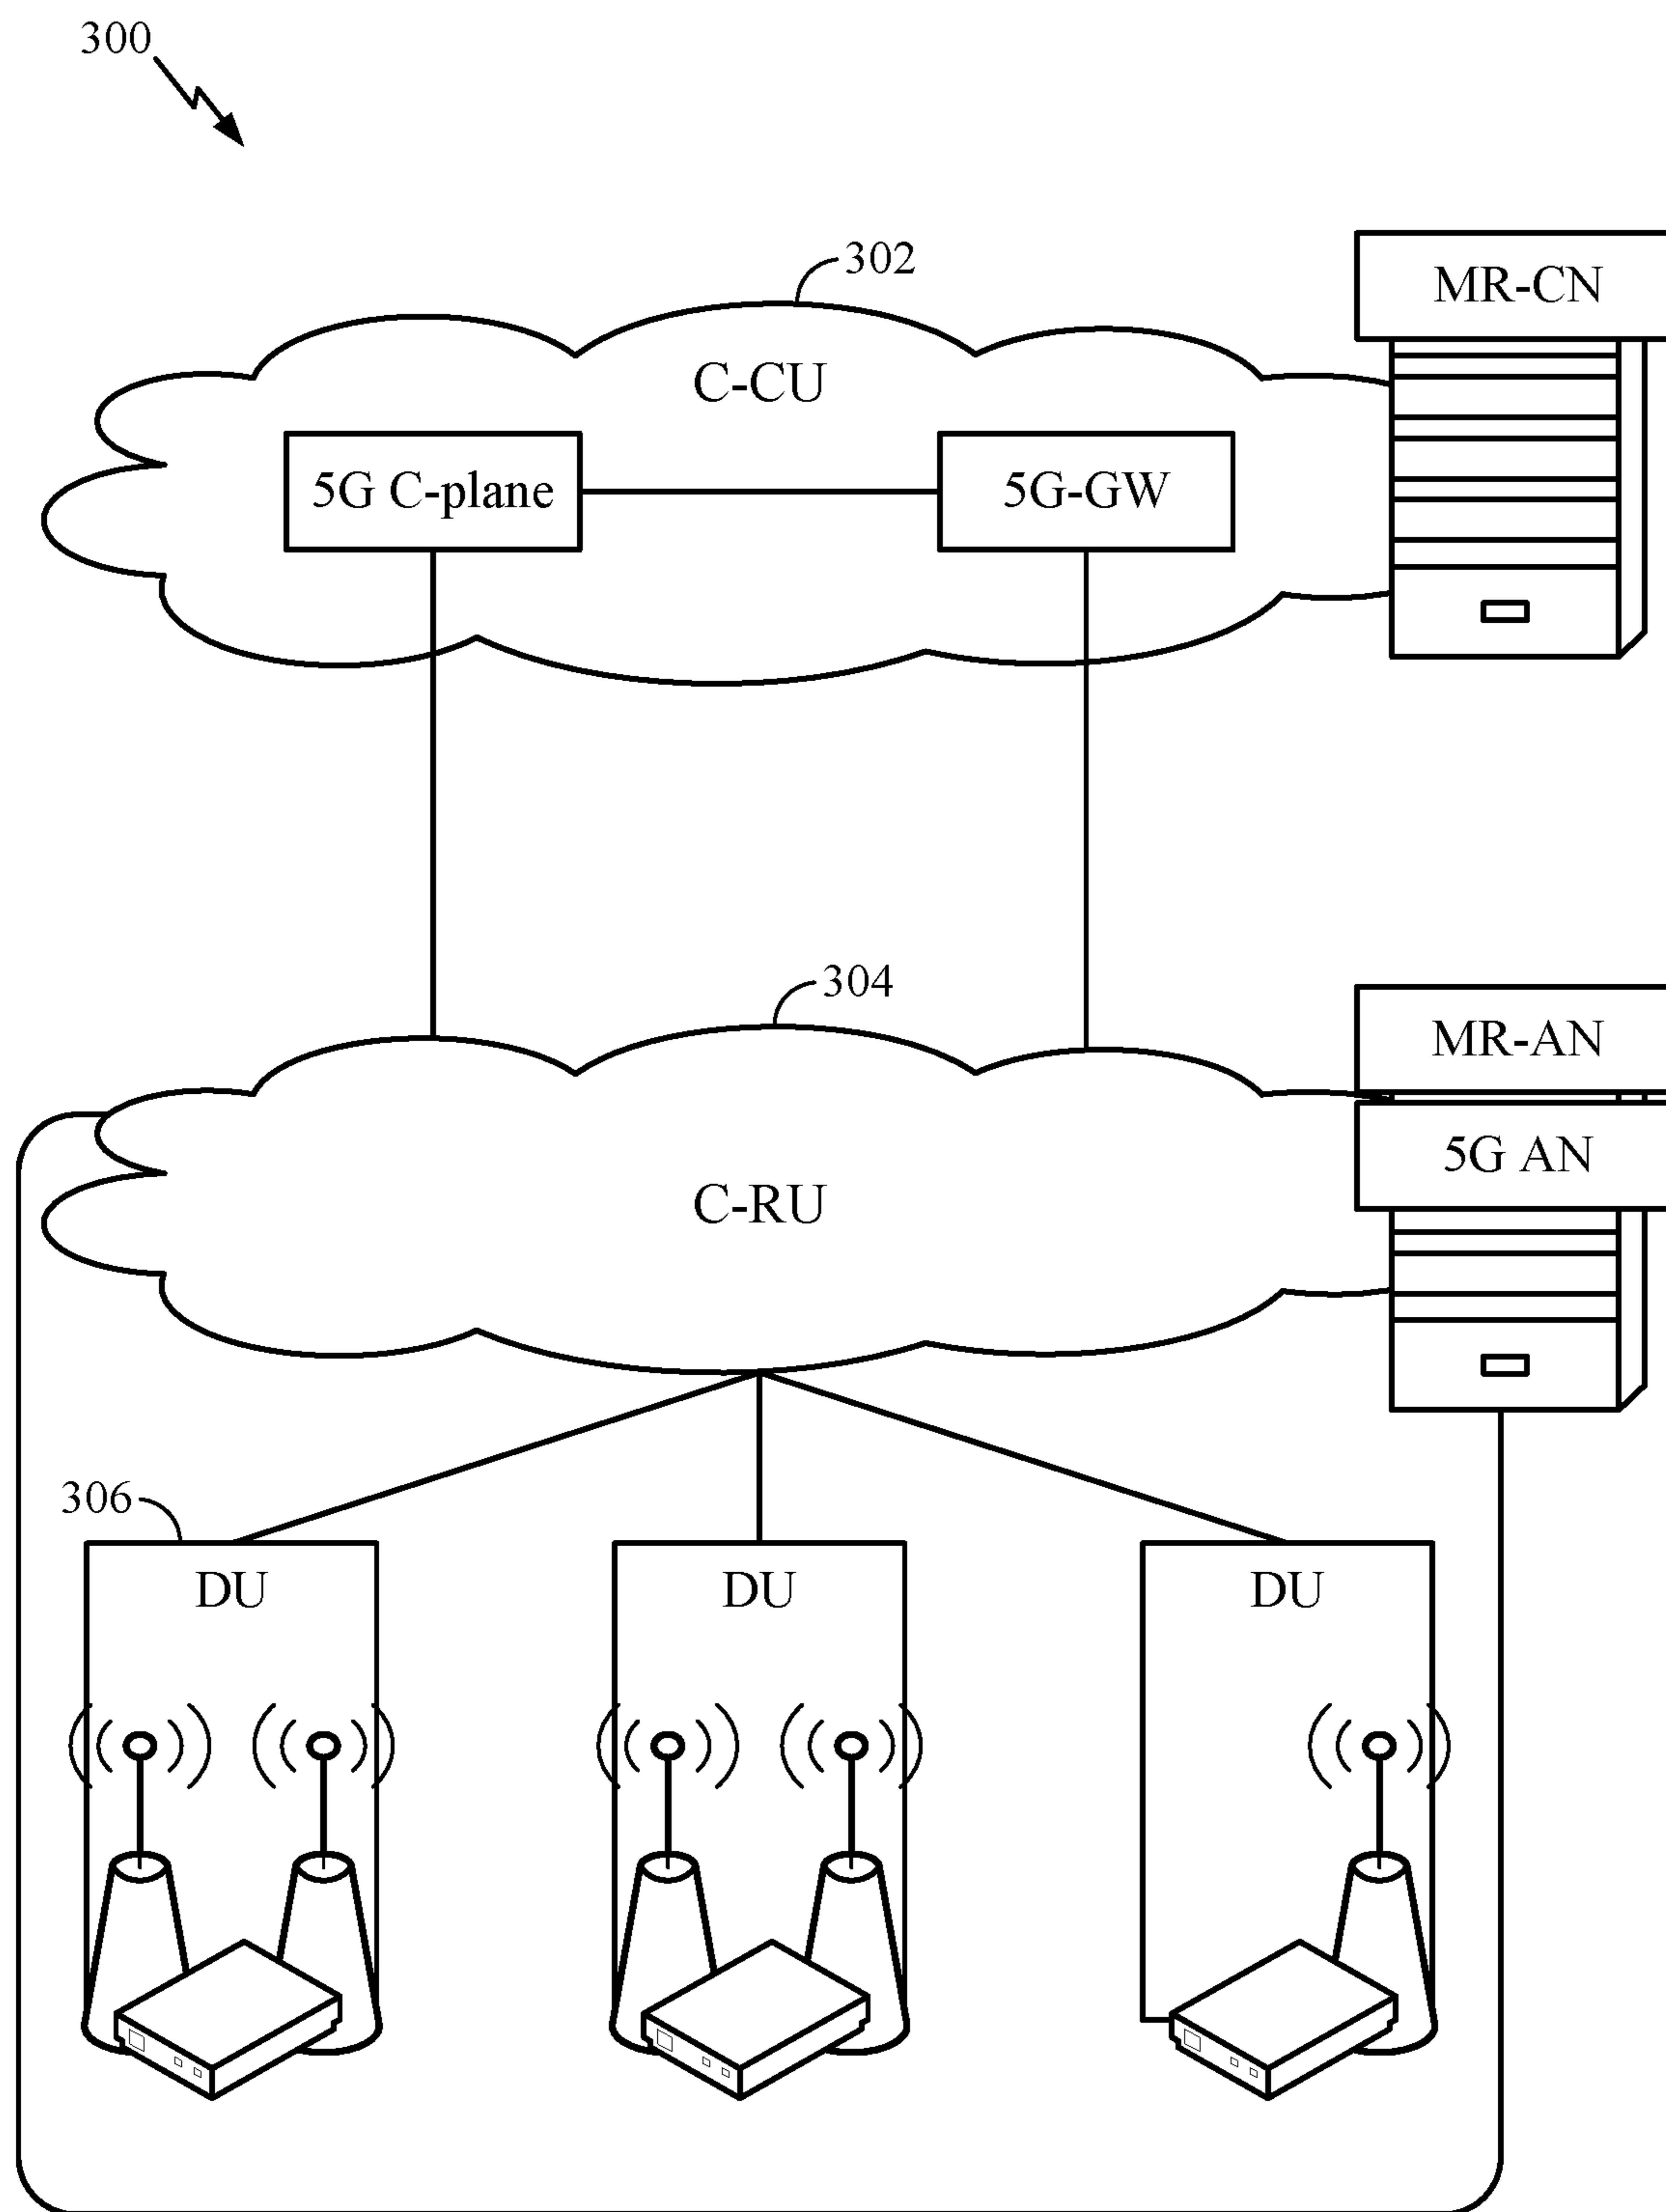 300
302
MR-CN
C-CU
5G C-plane
5G-GW
304
MR-AN
5G AN
C-RU
306
DU
DU
DU